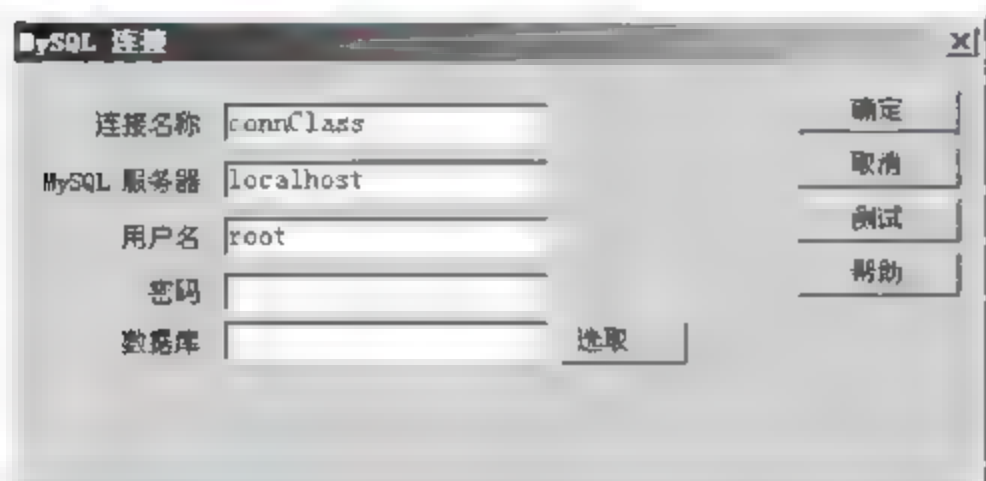 MySQL 连接
连接名称 connClass 确定
MySQL 服务器 localhost 取消
用户名 root 测试
密码 帮助
数据库 选取